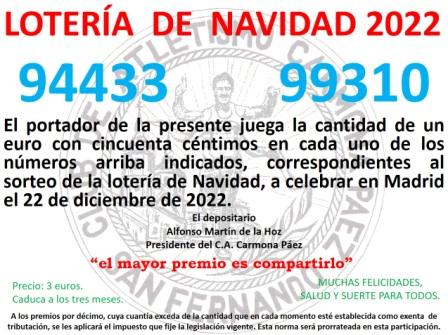 LOTERÍA DE NAVIDAD 2022
94433 99310
El portador de la presente juega la cantidad de un
euro con cincuenta céntimos en cada uno de los
números arriba indicados, correspondientes al
sorteo de la lotería de Navidad, a celebrar en Madrid
el 22 de diciembre de 2022.
El depositario
Alfonso Martín de la Hoz
Presidente del C.A. Carmona Páez
“el mayor premio es compartirlo”
Precio: 3 euros.
Caduca a los tres meses.
MUCHAS FELICIDADES,
SALUD Y SUERTE PARA TODOS.
A los premios por décimo, cuya cuantía exceda de la cantidad que en cada momento esté establecida como exenta de
tributación, se les aplicará el impuesto que fije la legislación vigente. Esta norma será prorrateada en esta participación.
CLUB DE ATLETISMO CARMONA PÁEZ
SAN FERNANDO